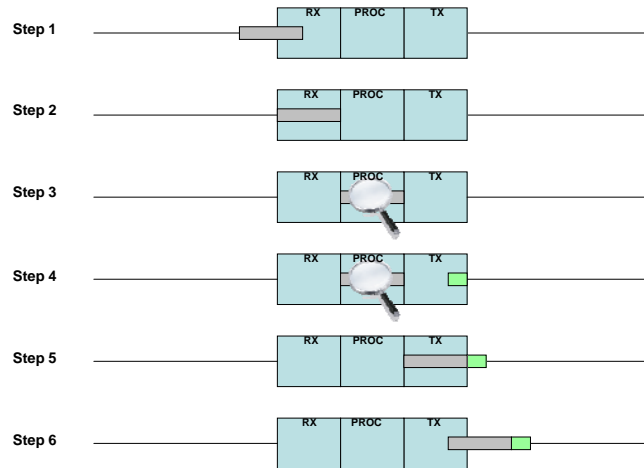 Step 1
RX PROC TX
Step 2
RX PROC TX
Step 3
RX PROC TX
Step 4
RX PROC TX
Step 5
RX PROC TX
Step 6
RX PROC TX